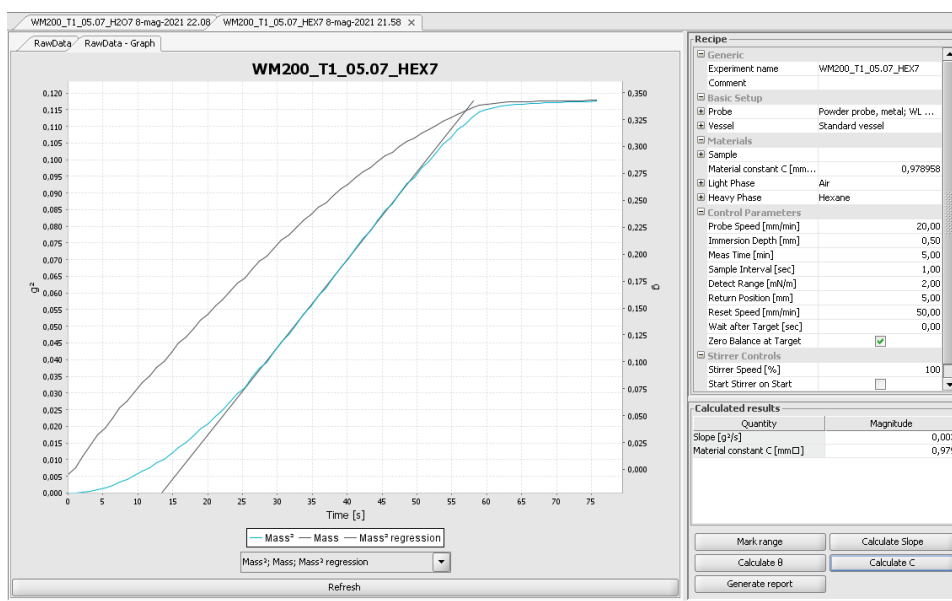 WM200_T1_05.07_H2O7 8-mag-2021 22.08
WM200_T1_05.07_HEX7 8-mag-2021 21.58
RawData
RawData - Graph
WM200_T1_05.07_HEX7
0,120
0,115
0,110
0,105
0,100
0,095
0,090
0,085
0,080
0,075
0,070
0,065
0,060
0,055
0,050
0,045
0,040
0,035
0,030
0,025
0,020
0,015
0,010
0,005
0,000
g²
0,350
0,325
0,300
0,275
0,250
0,225
0,200
0,175
0,150
0,125
0,100
0,075
0,050
0,025
0,000
g
0 5 10 15 20 25 30 35 40 45 50 55 60 65 70 75
Time [s]
Mass² Mass Mass² regression
Mass²; Mass; Mass² regression
Refresh
Recipe
Generic
Experiment name WM200_T1_05.07_HEX7
Comment
Basic Setup
Probe Powder probe, metal; WL ...
Vessel Standard vessel
Materials
Sample
Material constant C [mm... 0,978958
Light Phase Air
Heavy Phase Hexane
Control Parameters
Probe Speed [mm/min] 20,00
Immersion Depth [mm] 0,50
Meas Time [min] 5,00
Sample Interval [sec] 1,00
Detect Range [mN/m] 2,00
Return Position [mm] 5,00
Reset Speed [mm/min] 50,00
Wait after Target [sec] 0,00
Zero Balance at Target
Stirrer Controls
Stirrer Speed [%] 100
Start Stirrer on Start
Calculated results
Quantity Magnitude
Slope [g²/s] 0,00
Material constant C [mm□] 0,979
Mark range
Calculate Slope
Calculate θ
Calculate C
Generate report